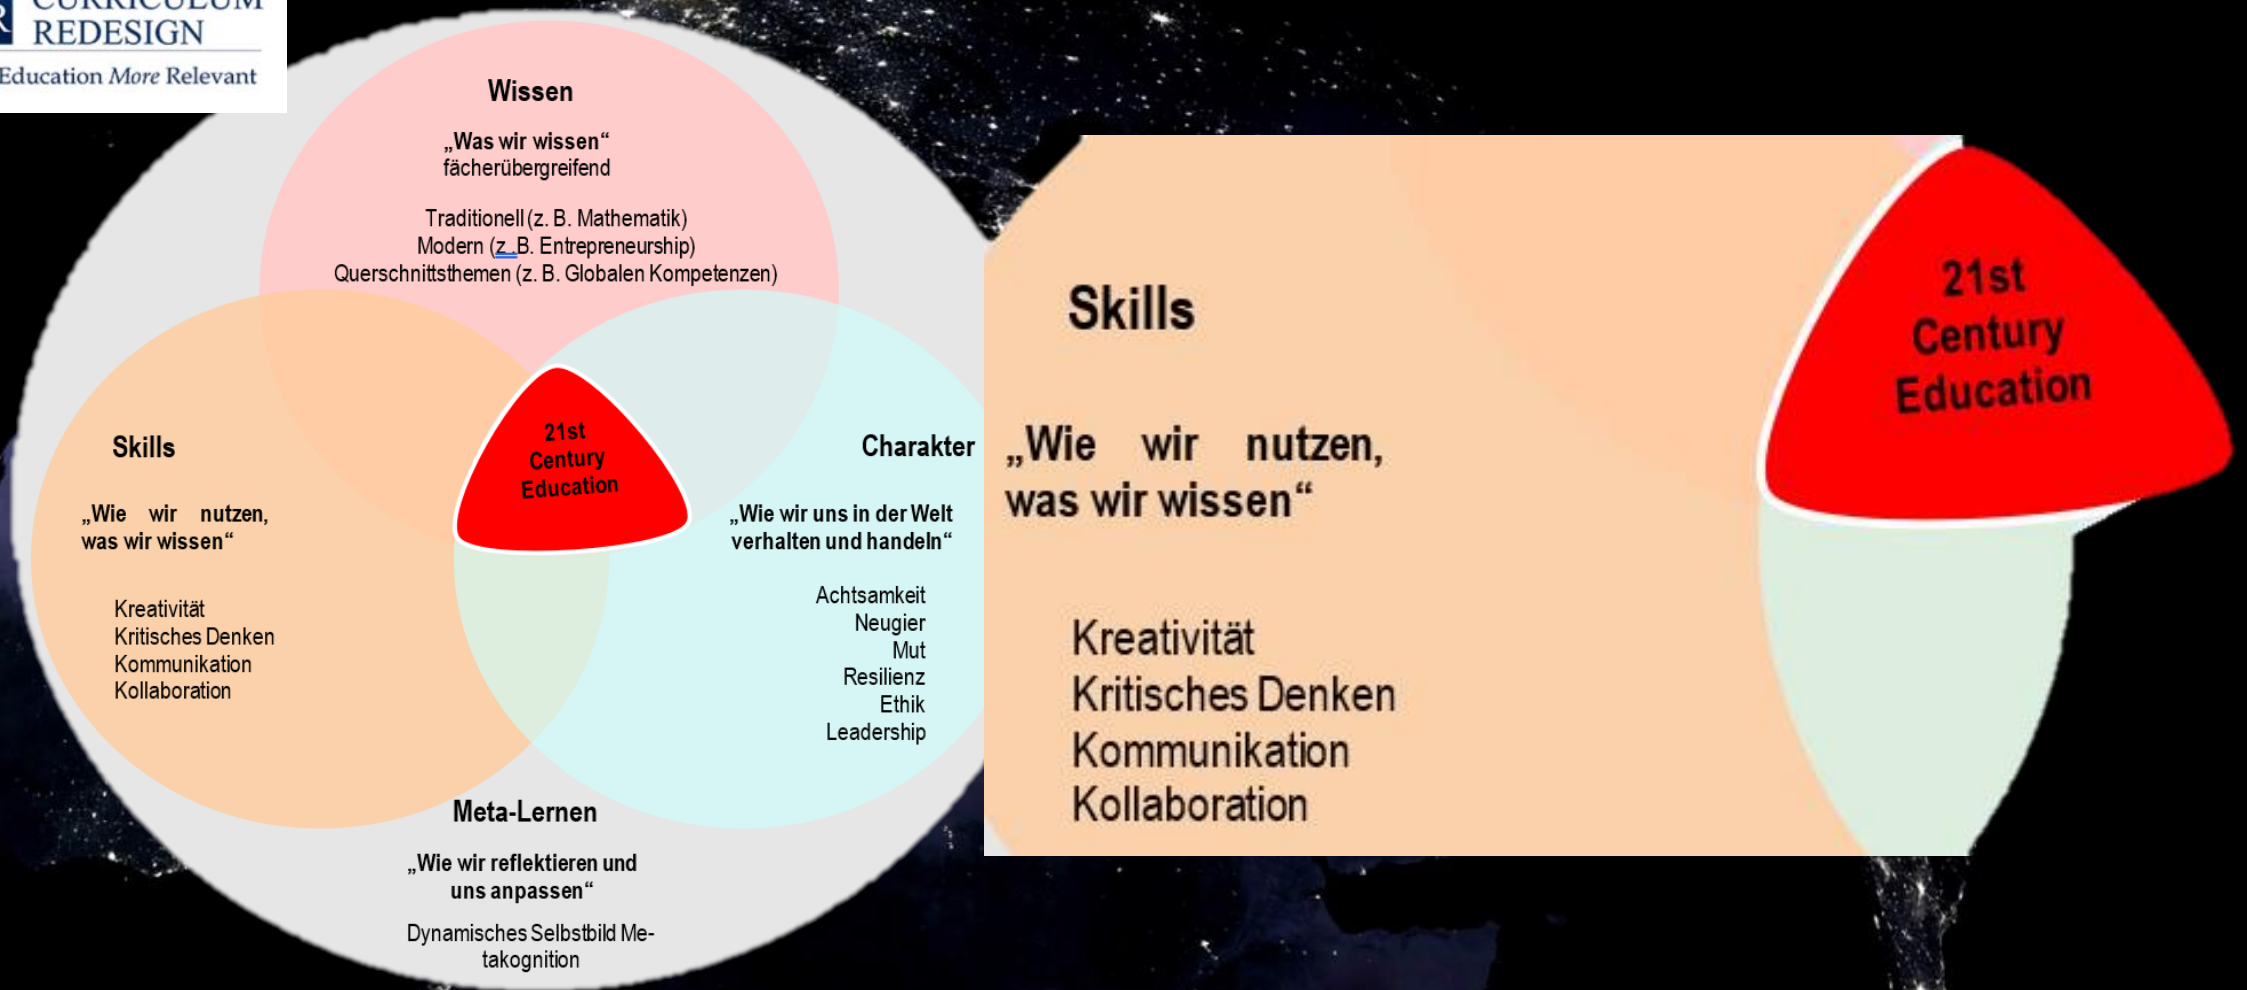 CURRICULUM
REDESIGN
Education More Relevant
Wissen
„Was wir wissen“
fächerübergreifend
Traditionell (z. B. Mathematik)
Modern (z .B. Entrepreneurship)
Querschnittsthemen (z. B. Globalen Kompetenzen)
21st
Century
Education
Skills
„Wie wir nutzen,
was wir wissen“
Kreativität
Kritisches Denken
Kommunikation
Kollaboration
Charakter
„Wie wir uns in der Welt
verhalten und handeln“
Achtsamkeit
Neugier
Mut
Resilienz
Ethik
Leadership
Meta-Lernen
„Wie wir reflektieren und
uns anpassen“
Dynamisches Selbstbild Me-
takognition
Skills
„Wie wir nutzen,
was wir wissen“
Kreativität
Kritisches Denken
Kommunikation
Kollaboration
21st
Century
Education